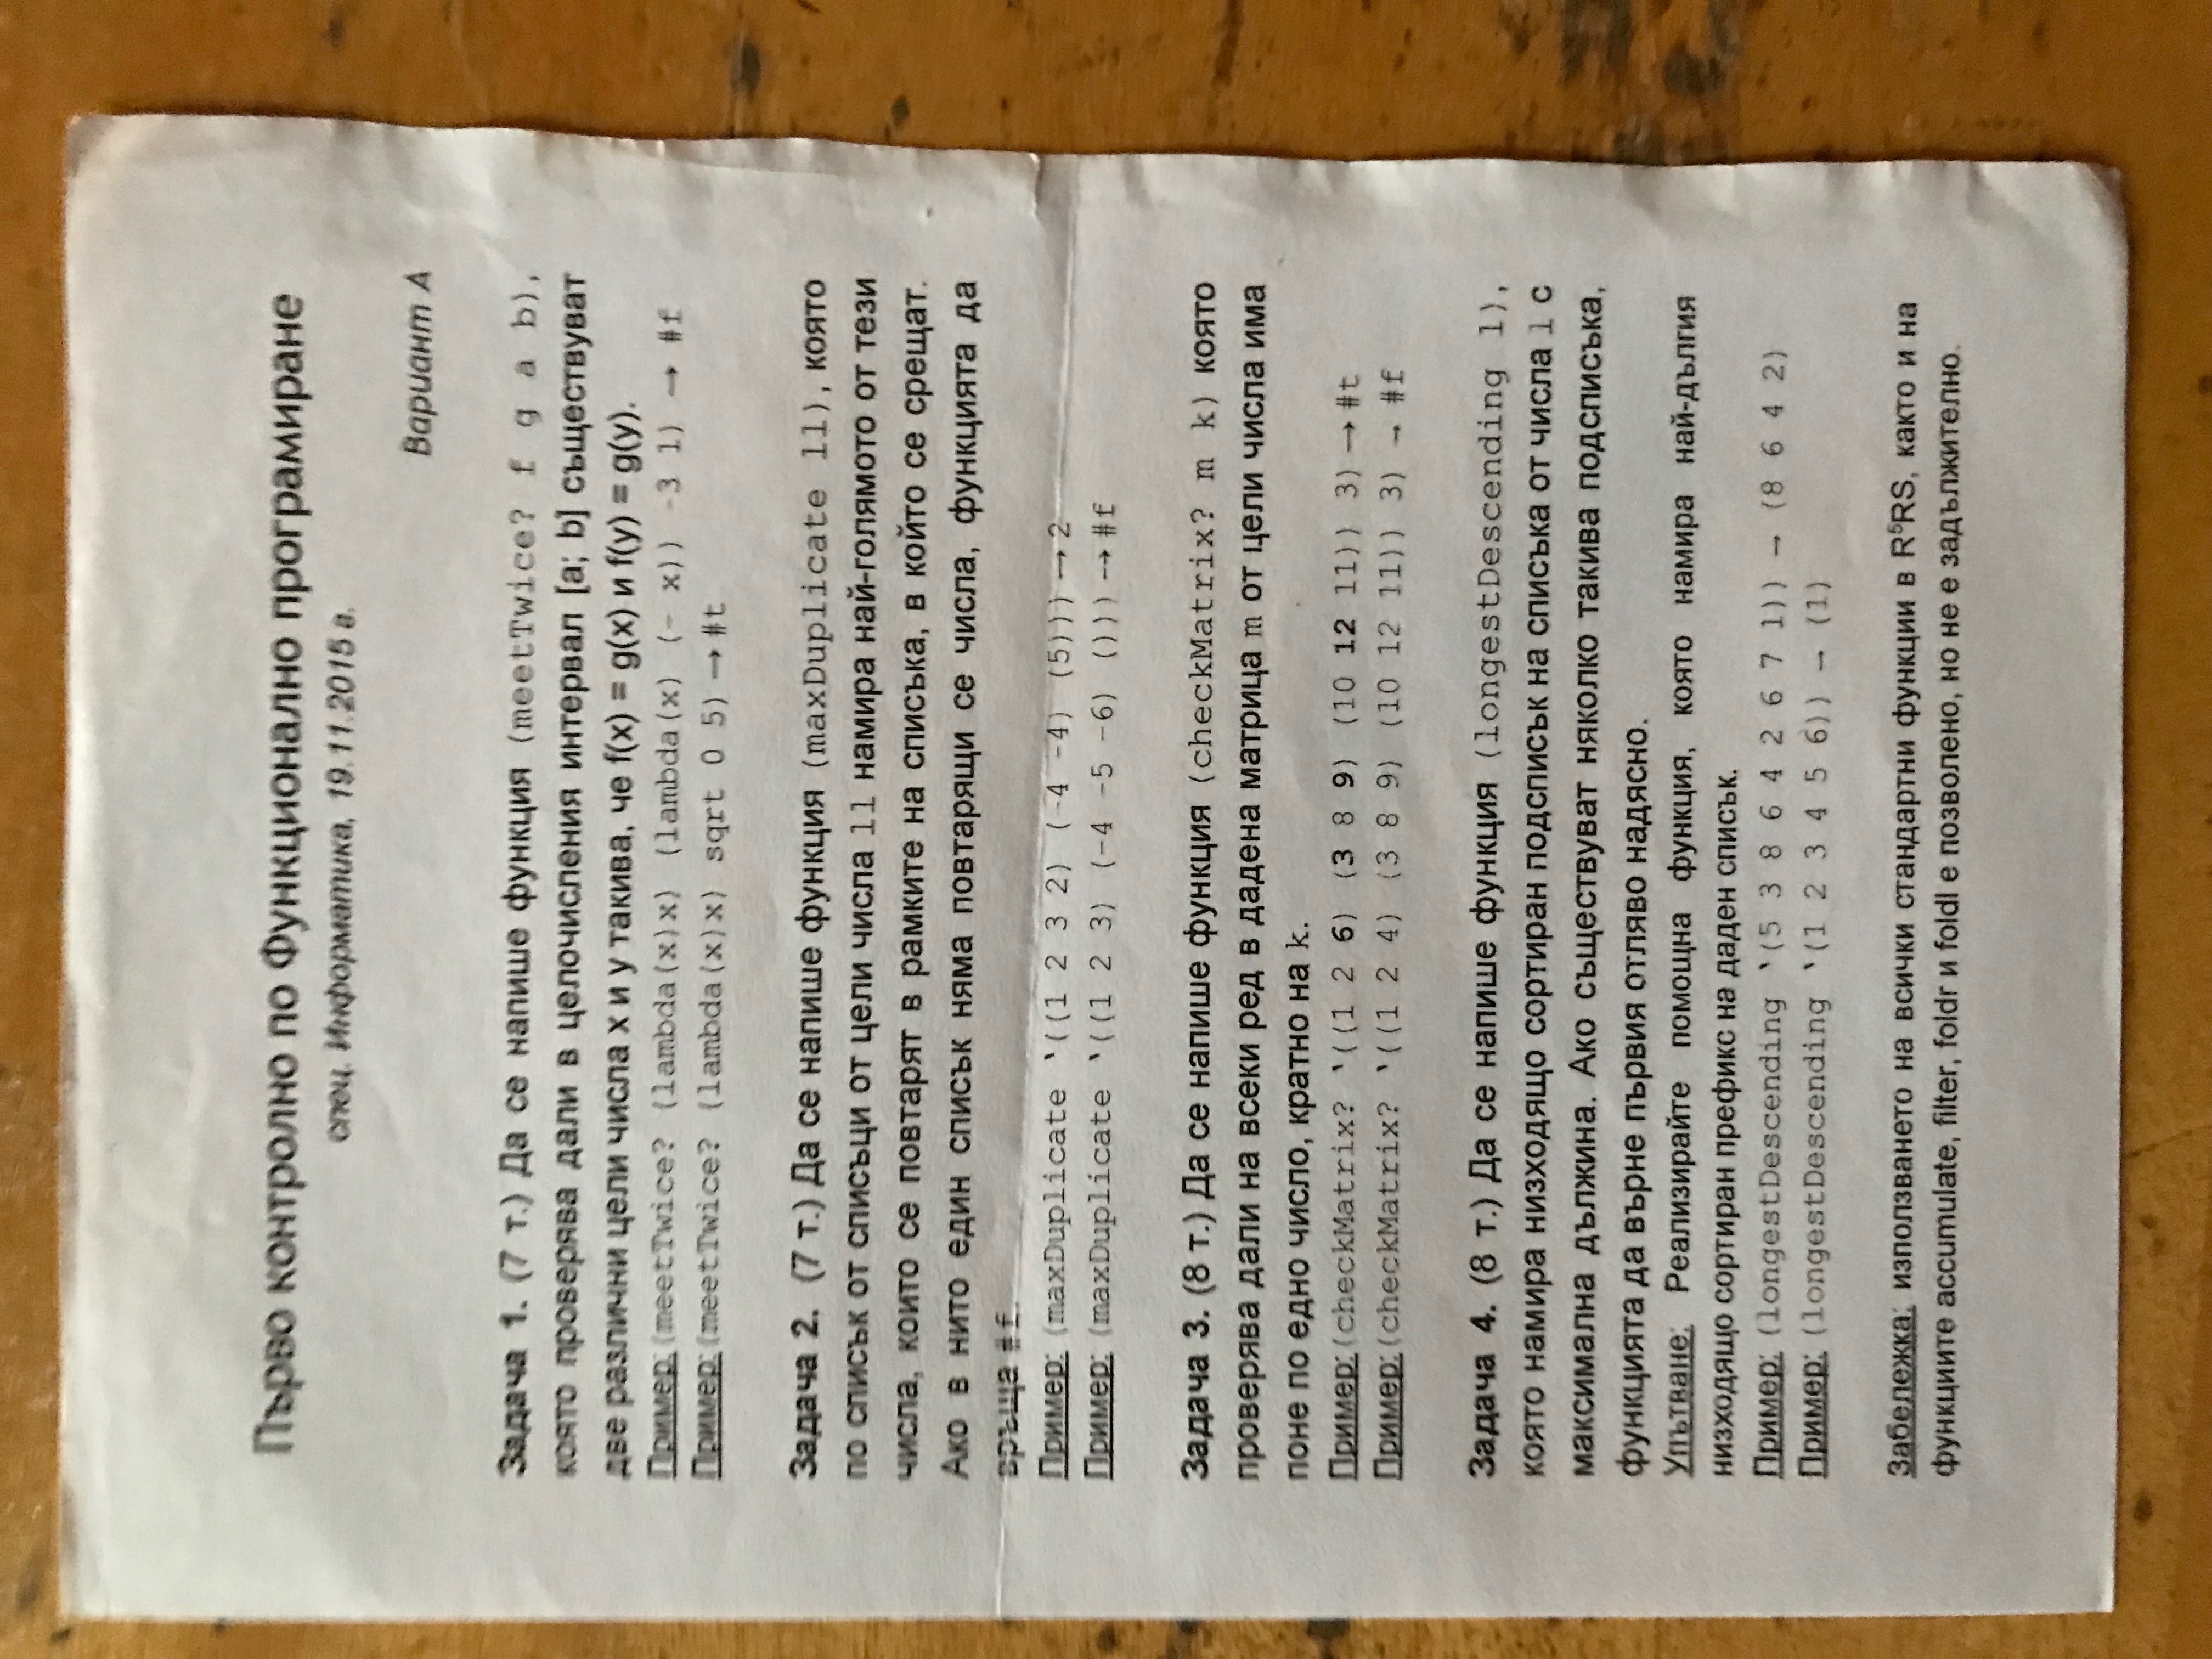 Първо контролно по Функционално програмиране
спец. Информатика, 19.11.2015 г.
Вариант А
Задача 1. (7 т.) Да се напише функция (meetTwice? f g a b),
която проверява дали в целочисления интервал [a; b] съществуват
две различни цели числа x и y такива, че f(x) = g(x) и f(y) = g(y).
Пример: (meetTwice? (lambda(x)x) (lambda(x) (- x)) -3 1) → #f
Пример: (meetTwice? (lambda(x)x) sqrt 0 5) → #t
Задача 2. (7 т.) Да се напише функция (maxDuplicate ll), която
по списък от списъци от цели числа ll намира най-голямото от тези
числа, които се повтарят в рамките на списъка, в който се срещат.
Ако в нито един списък няма повтарящи се числа, функцията да
връща #f.
Пример: (maxDuplicate ‛((1 2 3 2) (-4 -4) (5))) → 2
Пример: (maxDuplicate ‛((1 2 3) (-4 -5 -6) ())) → #f
Задача 3. (8 т.) Да се напише функция (checkMatrix? m k) която
проверява дали на всеки ред в дадена матрица m от цели числа има
поне по едно число, кратно на k.
Пример: (checkMatrix? ‛((1 2 6) (3 8 9) (10 12 11)) 3) → #t
Пример: (checkMatrix? ‛((1 2 4) (3 8 9) (10 12 11)) 3) → #f
Задача 4. (8 т.) Да се напише функция (longestDescending l),
която намира низходящо сортиран подсписък на списъка от числа l с
максимална дължина. Ако съществуват няколко такива подсписъка,
функцията да върне първия отляво надясно.
Упътване: Реализирайте помощна функция, която намира най-дългия
низходящо сортиран префикс на даден списък.
Пример: (longestDescending ‛(5 3 8 6 4 2 6 7 1)) → (8 6 4 2)
Пример: (longestDescending ‛(1 2 3 4 5 6)) → (1)
Забележка: използването на всички стандартни функции в R⁵RS, както и на
функциите accumulate, filter, foldr и foldl е позволено, но не е задължително.